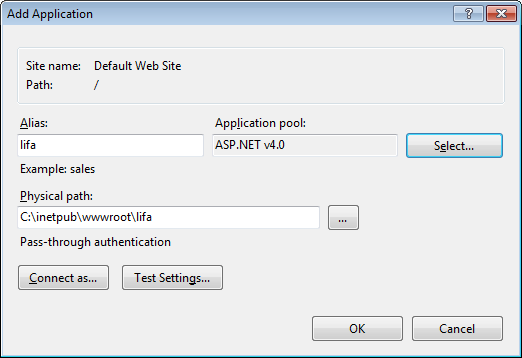 Add Application
?
Site name: Default Web Site
Path: /
Alias: Application pool:
lifa ASP.NET v4.0 Select...
Example: sales
Physical path:
C:\inetpub\wwwroot\lifa ...
Pass-through authentication
Connect as... Test Settings...
OK Cancel